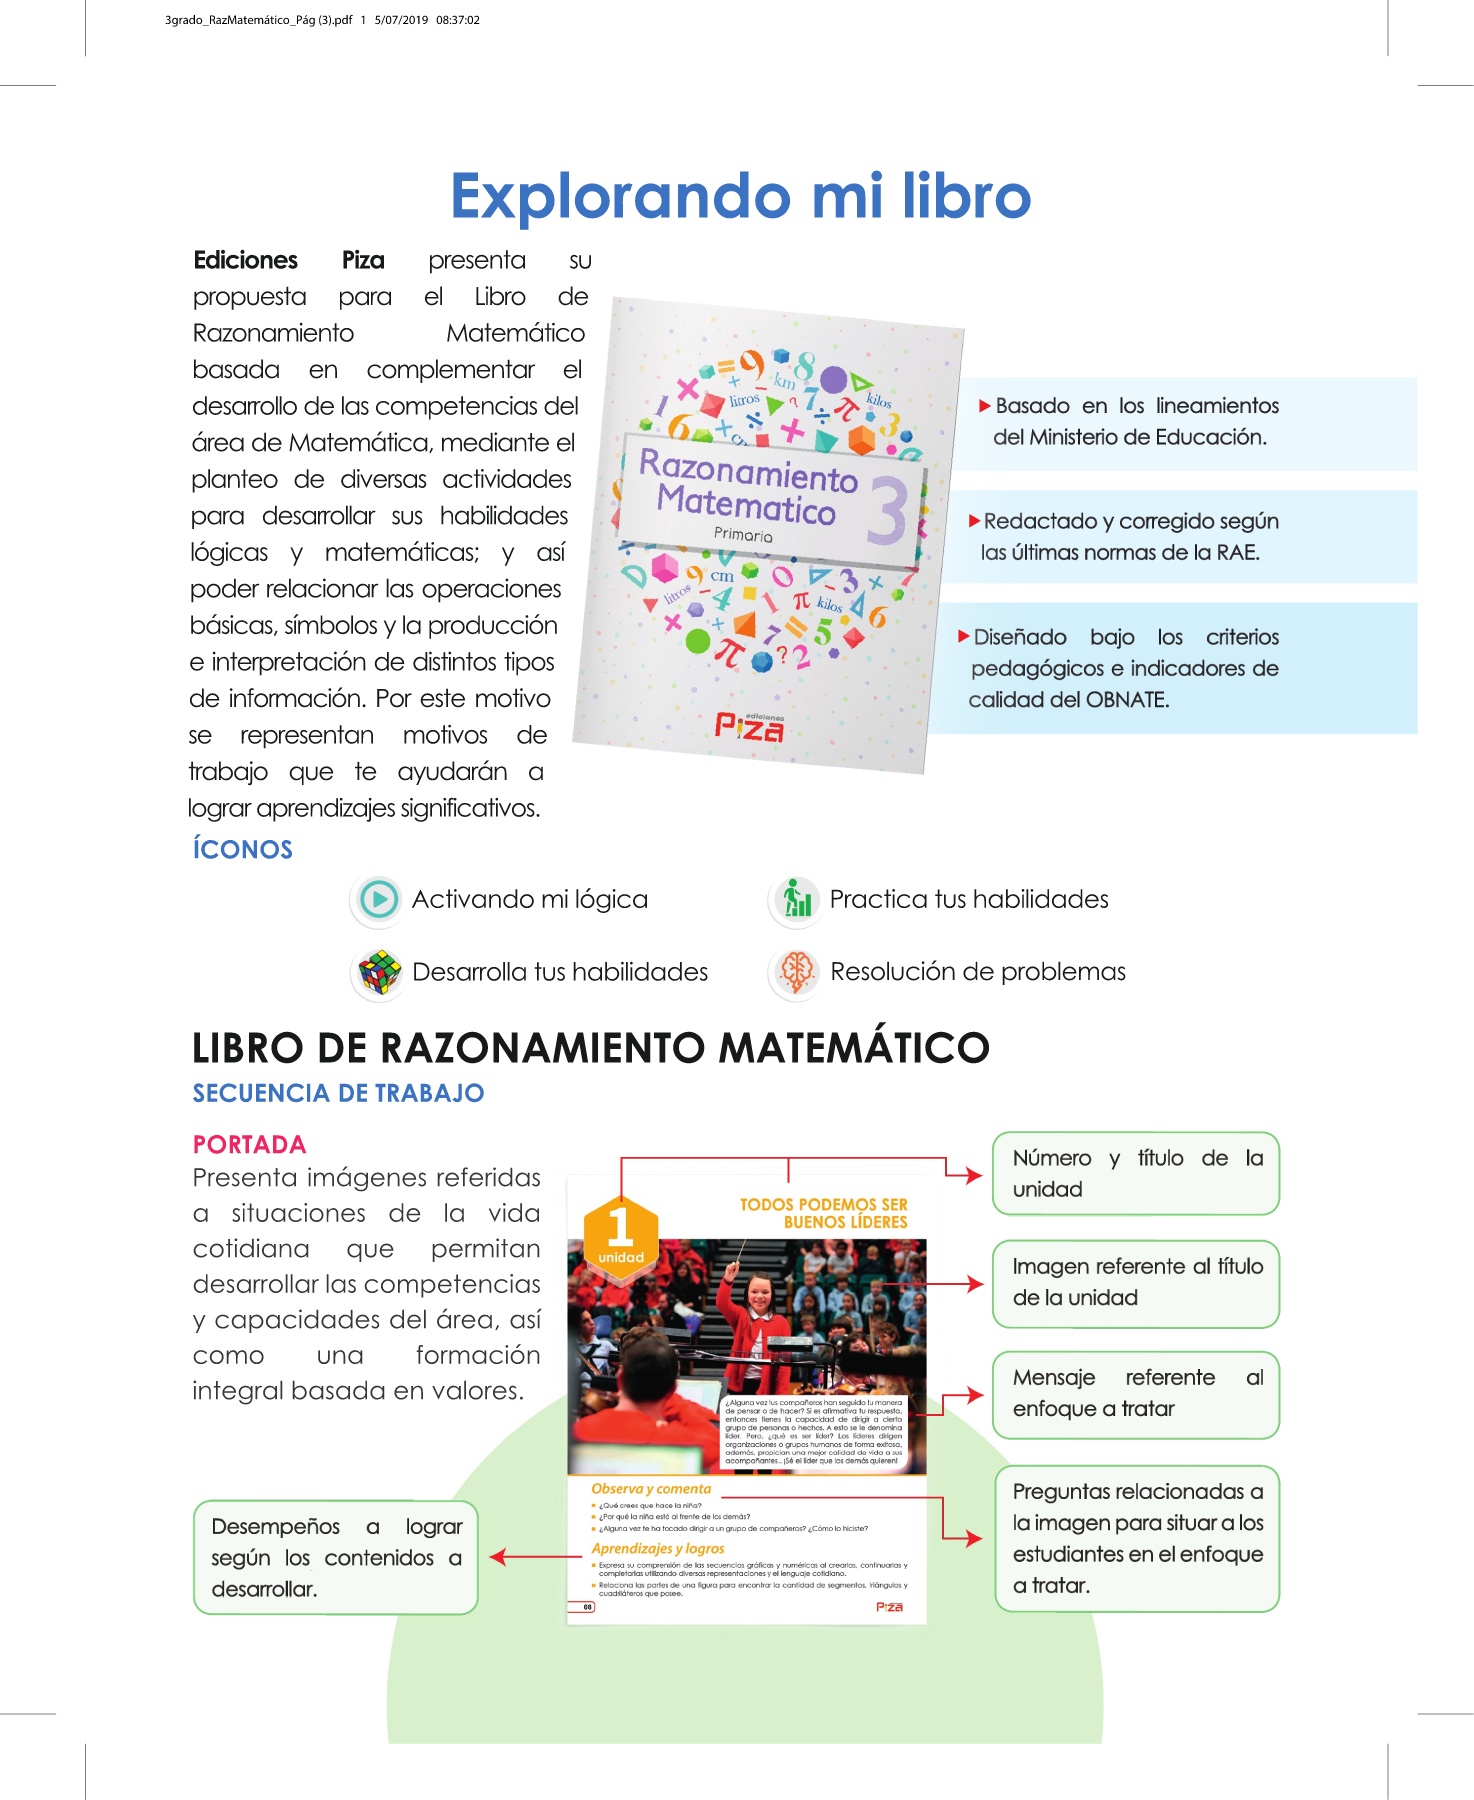 3grado_RazMatemático_Pág (3).pdf 1 5/07/2019 08:37:02
Explorando mi libro
Ediciones Piza presenta su
propuesta para el Libro de
Razonamiento Matemático
basada en complementar el
desarrollo de las competencias del
área de Matemática, mediante el
planteo de diversas actividades
para desarrollar sus habilidades
lógicas y matemáticas; y así
poder relacionar las operaciones
básicas, símbolos y la producción
e interpretación de distintos tipos
de información. Por este motivo
se representan motivos de
trabajo que te ayudarán a
lograr aprendizajes significativos.
km
litros
kilos
Razonamiento
Matematico
3
Primaria
cm
litros
kilos
ediciones
Piza
Basado en los lineamientos
del Ministerio de Educación.
Redactado y corregido según
las últimas normas de la RAE.
Diseñado bajo los criterios
pedagógicos e indicadores de
calidad del OBNATE.
ÍCONOS
Activando mi lógica
Practica tus habilidades
Desarrolla tus habilidades
Resolución de problemas
LIBRO DE RAZONAMIENTO MATEMÁTICO
SECUENCIA DE TRABAJO
PORTADA
Presenta imágenes referidas
a situaciones de la vida
cotidiana que permitan
desarrollar las competencias
y capacidades del área, así
como una formación
integral basada en valores.
1
unidad
TODOS PODEMOS SER
BUENOS LÍDERES
¿Alguna vez tus compañeros han seguido tu manera
de pensar o de hacer? Si es afirmativa tu respuesta,
entonces tienes la capacidad de dirigir a cierto
grupo de personas o hechos. A esto se le denomina
líder. Pero, ¿qué es ser líder? Los líderes dirigen
organizaciones o grupos humanos de forma exitosa,
además, propician una mejor calidad de vida a sus
acompañantes... ¡Sé el líder que los demás quieren!
Observa y comenta
¿Qué crees que hace la niña?
¿Por qué la niña está al frente de los demás?
¿Alguna vez te ha tocado dirigir a un grupo de compañeros? ¿Cómo lo hiciste?
Aprendizajes y logros
Expresa su comprensión de las secuencias gráficas y numéricas al crearlas, continuarlas y
completarlas utilizando diversas representaciones y el lenguaje cotidiano.
Relaciona las partes de una figura para encontrar la cantidad de segmentos, triángulos y
cuadriláteros que posee.
08
Piza
Número y título de la
unidad
Imagen referente al título
de la unidad
Mensaje referente al
enfoque a tratar
Preguntas relacionadas a
la imagen para situar a los
estudiantes en el enfoque
a tratar.
Desempeños a lograr
según los contenidos a
desarrollar.